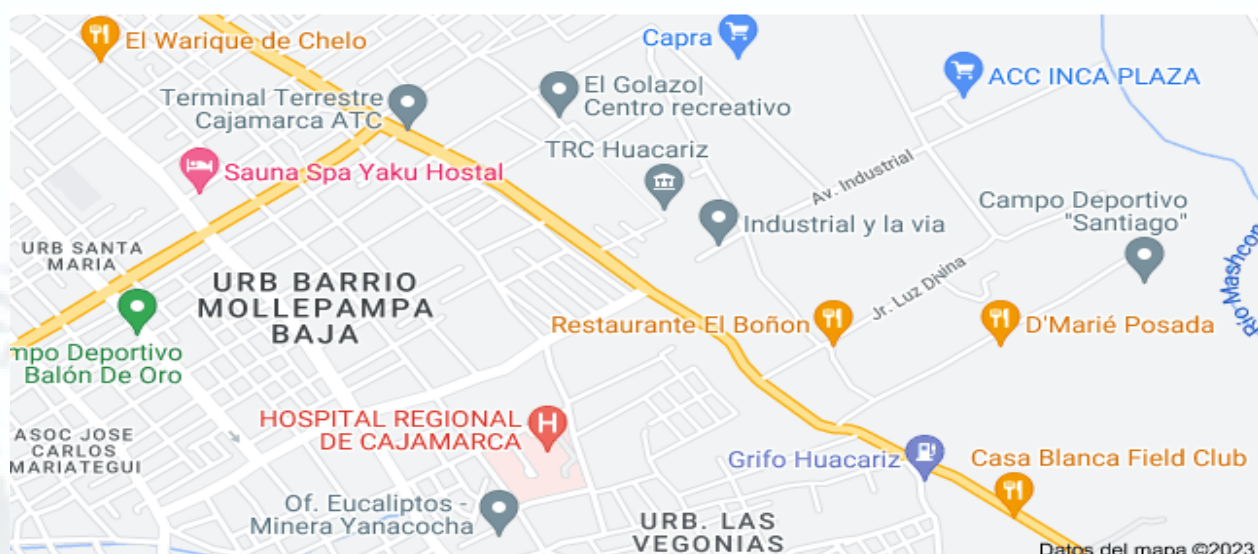 El Warique de Chelo
Capra
ACC INCA PLAZA
El Golazo|
Centro recreativo
Terminal Terrestre
Cajamarca ATC
TRC Huacariz
Av. Industrial
Sauna Spa Yaku Hostal
Campo Deportivo
"Santiago"
Industrial y la via
URB SANTA
MARIA
Río Mashcon
URB BARRIO
MOLLEPAMPA
BAJA
Jr. Luz Divina
Restaurante El Boñon
D'Marié Posada
mpo Deportivo
Balón De Oro
HOSPITAL REGIONAL
DE CAJAMARCA
H
ASOC JOSE
CARLOS
MARIATEGUI
Grifo Huacariz
Casa Blanca Field Club
Of. Eucaliptos -
Minera Yanacocha
URB. LAS
VEGONIAS
Datos del mapa ©2023